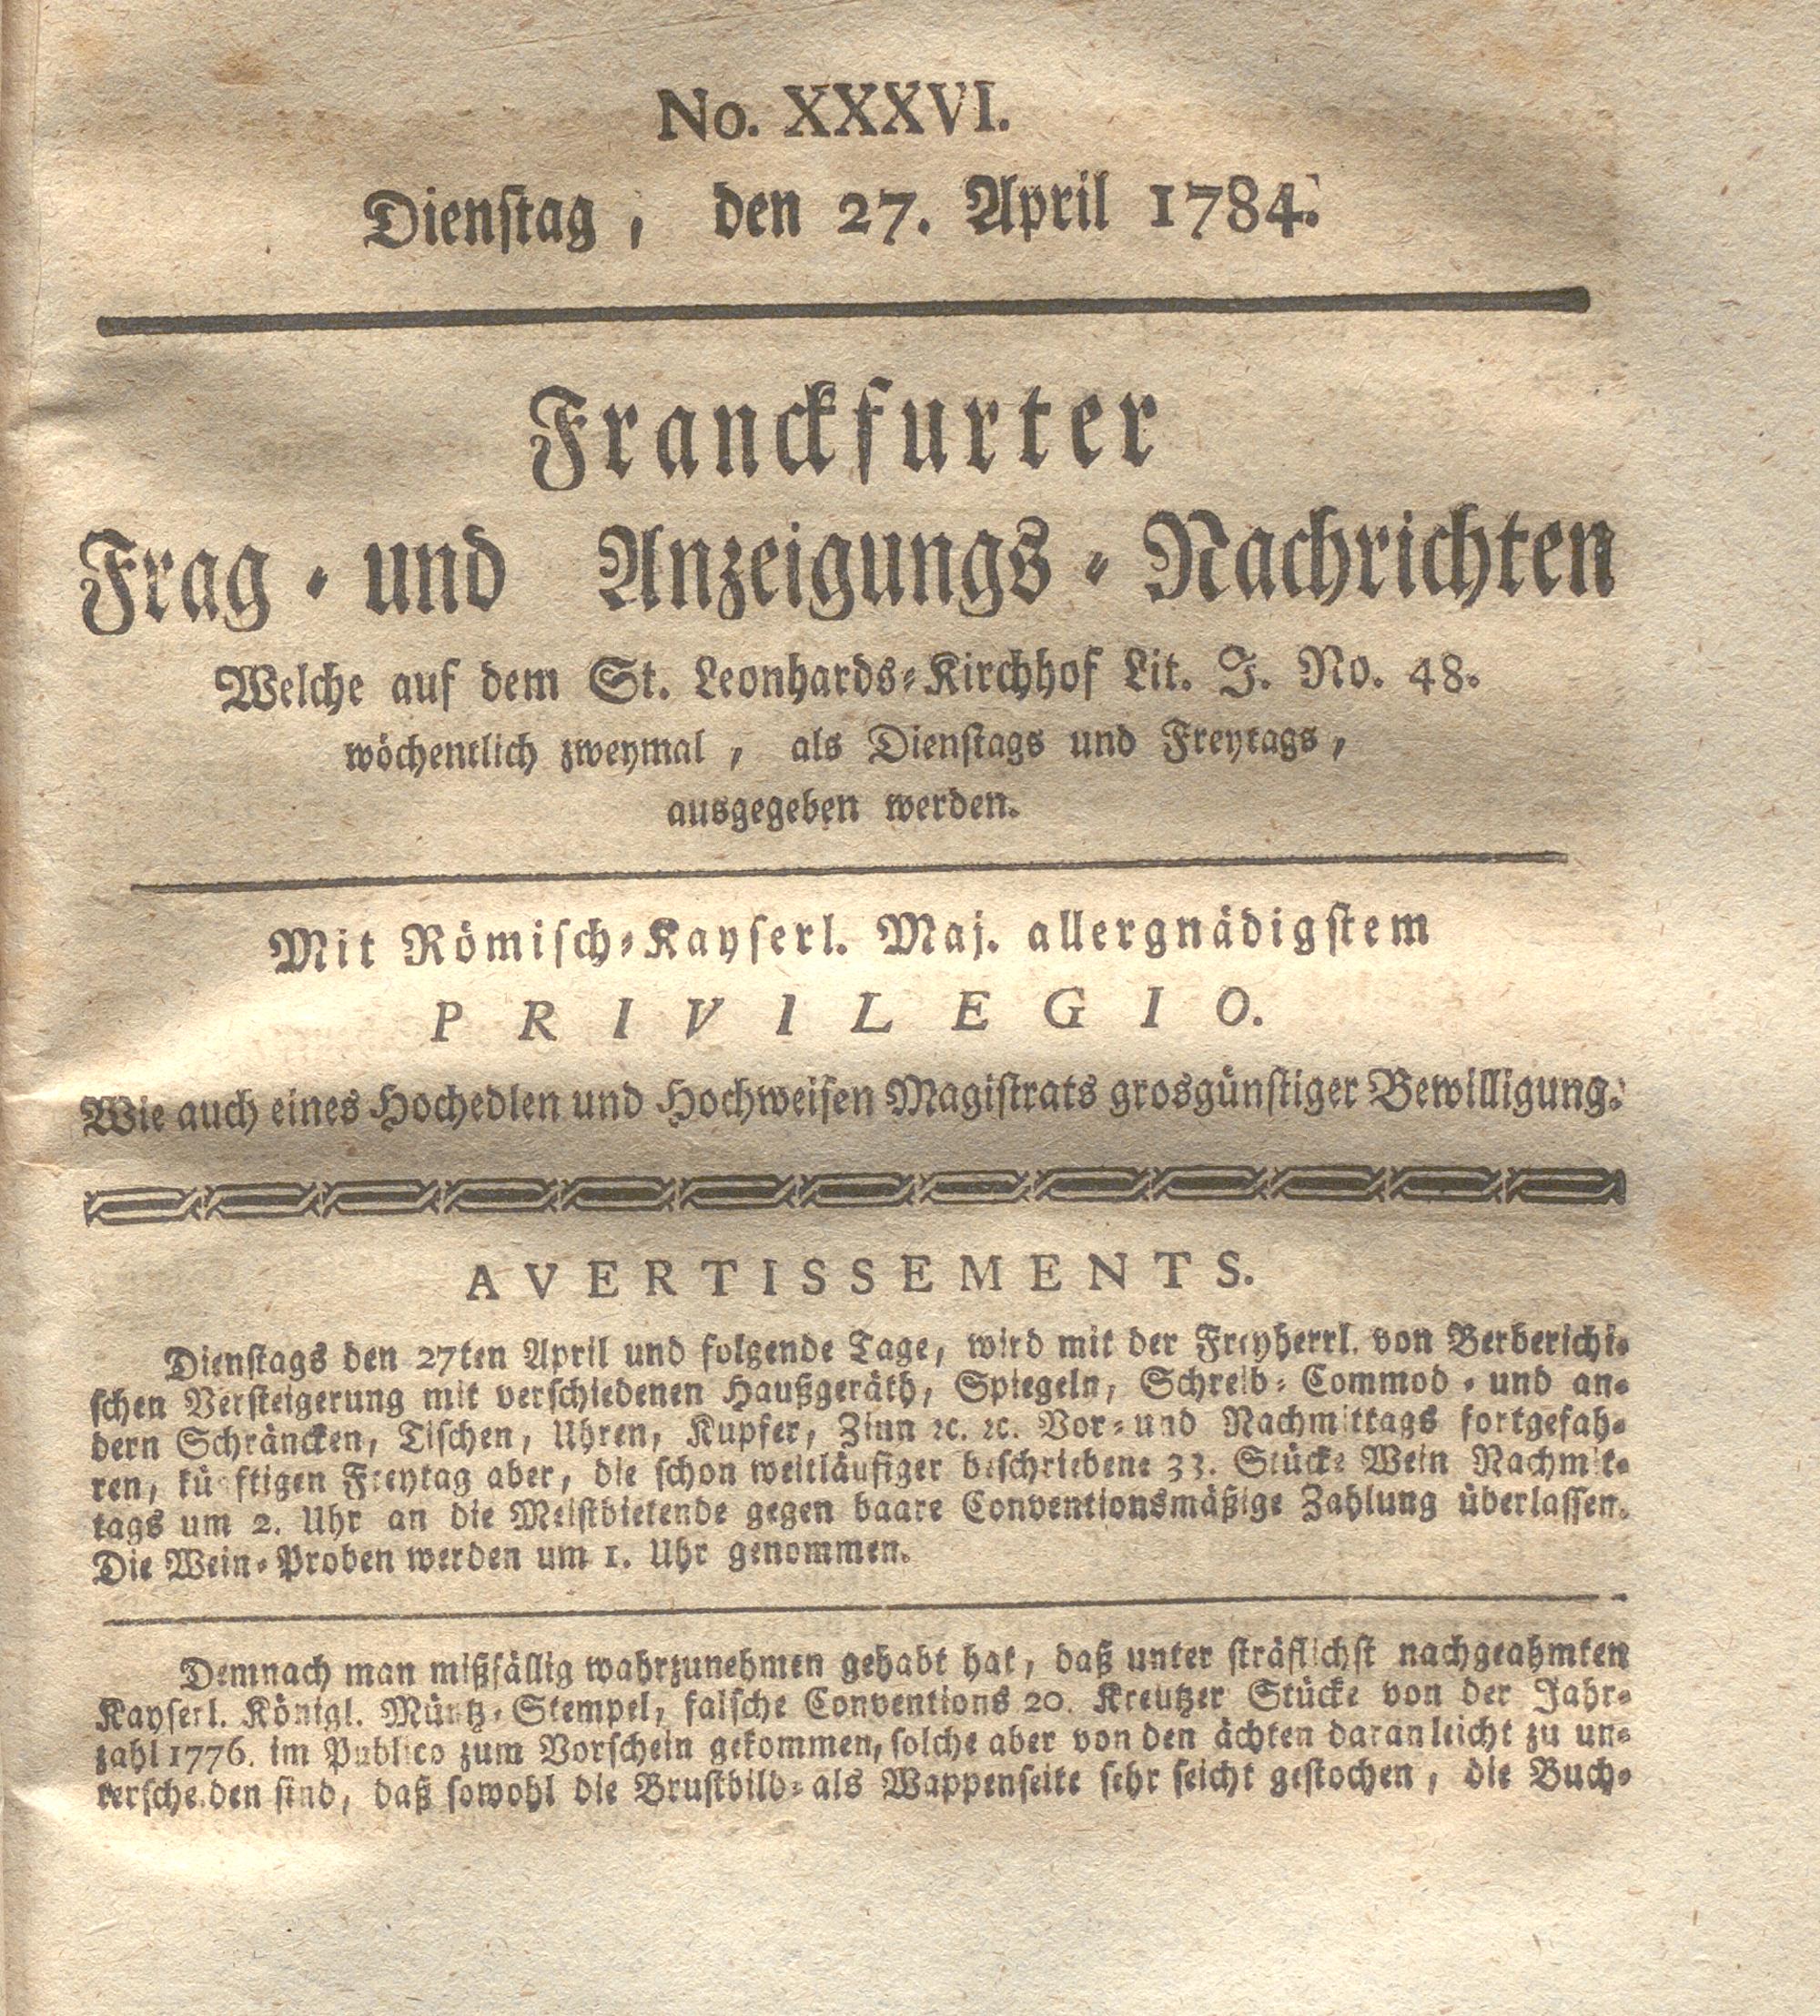 No. XXXVI.
Dienstag, den 27. April 1784.
Franckfurter
Frag- und Anzeigungs-Nachrichten
Welche auf dem St. Leonhards-Kirchhof Lit. J. No. 48.
wöchentlich zweymal, als Dienstags und Freytags,
ausgegeben werden.
Mit Römisch-Kayserl. Maj. allergnädigstem
PRIVILEGIO.
Wie auch eines Hochedlen und Hochweisen Magistrats grosgünstiger Bewilligung.
AVERTISSEMENTS.
Dienstags den 27ten April und folgende Tage, wird mit der Freyherrl. von Berberichi-
schen Versteigerung mit verschiedenen Haußgeräth, Spiegeln, Schreib-Commod- und an-
dern Schräncken, Tischen, Uhren, Kupfer, Zinn ꝛc. ꝛc. Vor- und Nachmittags fortgefah-
ren, künftigen Freytag aber, die schon weitläufiger beschriebene 33. Stücke Wein Nachmit-
tags um 2. Uhr an die Meistbietende gegen baare Conventionsmäßige Zahlung überlassen.
Die Wein-Proben werden um 1. Uhr genommen.
Demnach man mißfällig wahrzunehmen gehabt hat, daß unter sträflichst nachgeahmten
Kayserl. Königl. Müntz-Stempel, falsche Conventions 20. Kreutzer Stücke von der Jahr-
zahl 1776. im Publico zum Vorschein gekommen, solche aber von den ächten daran leicht zu un-
terscheiden sind, daß sowohl die Brustbild- als Wappenseite sehr seicht gestochen, die Buch-